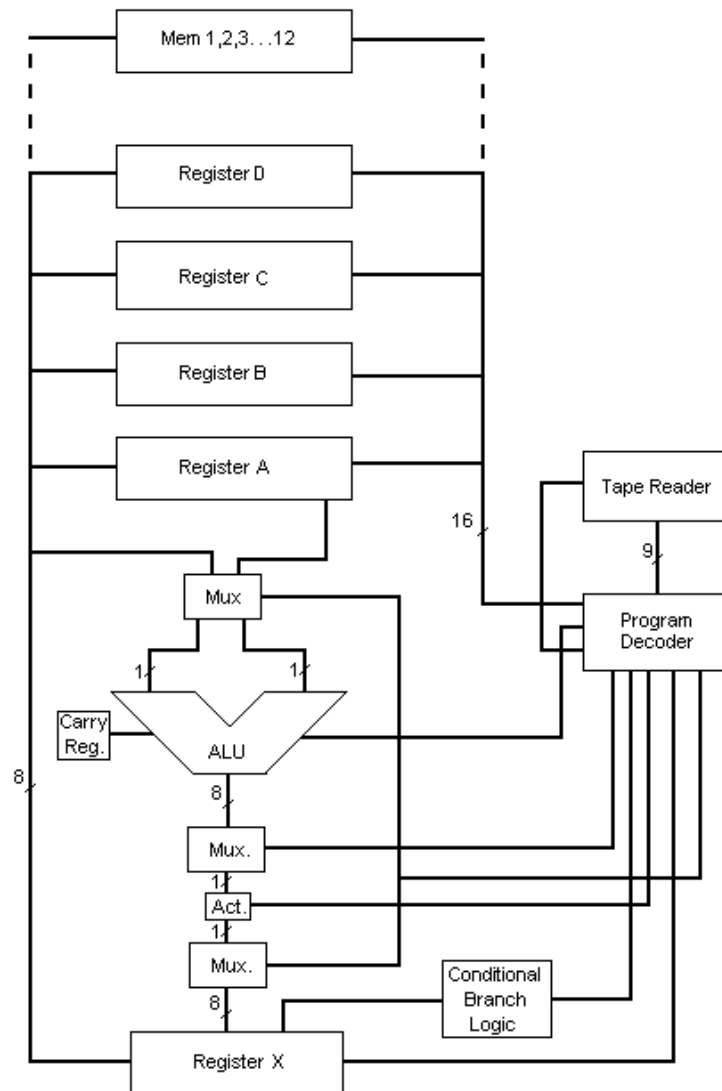 Mem 1,2,3...12
Register D
Register C
Register B
Register A
Tape Reader
16
9
Mux
Program
Decoder
1
1
Carry
Reg.
ALU
8
8
Mux.
1
Act.
1
Mux.
Conditional
Branch
Logic
8
Register X